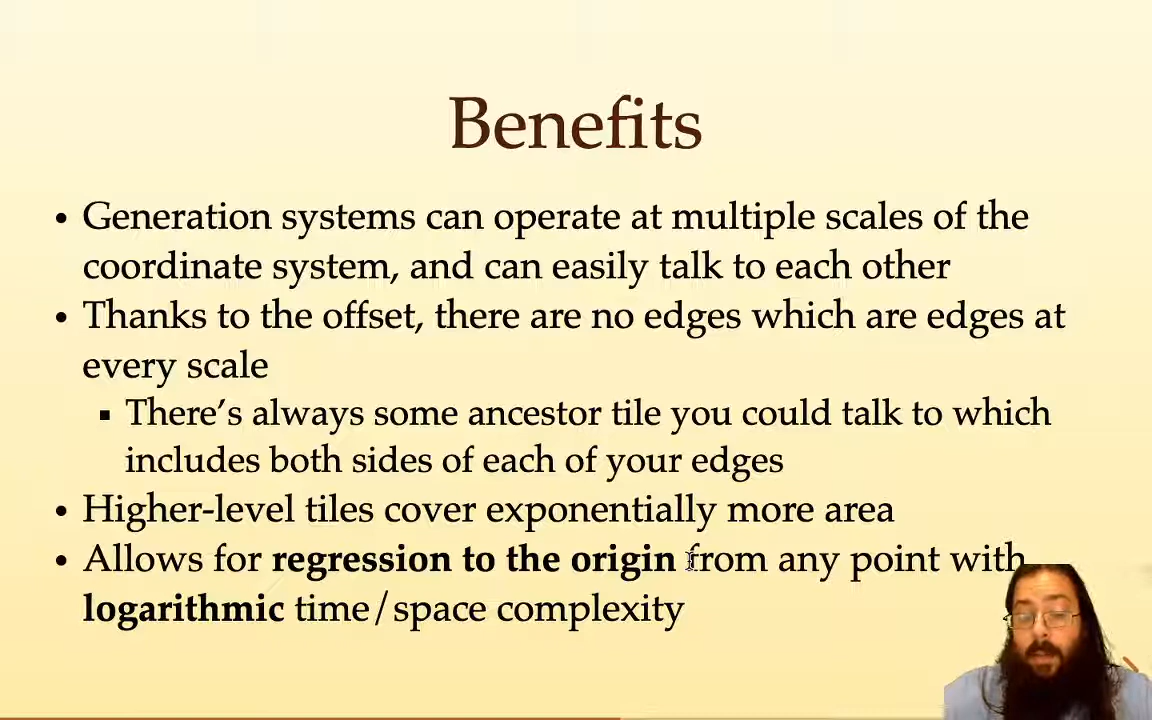 Benefits
• Generation systems can operate at multiple scales of the
coordinate system, and can easily talk to each other
• Thanks to the offset, there are no edges which are edges at
every scale
▪ There’s always some ancestor tile you could talk to which
includes both sides of each of your edges
• Higher-level tiles cover exponentially more area
• Allows for regression to the origin from any point with
logarithmic time/space complexity